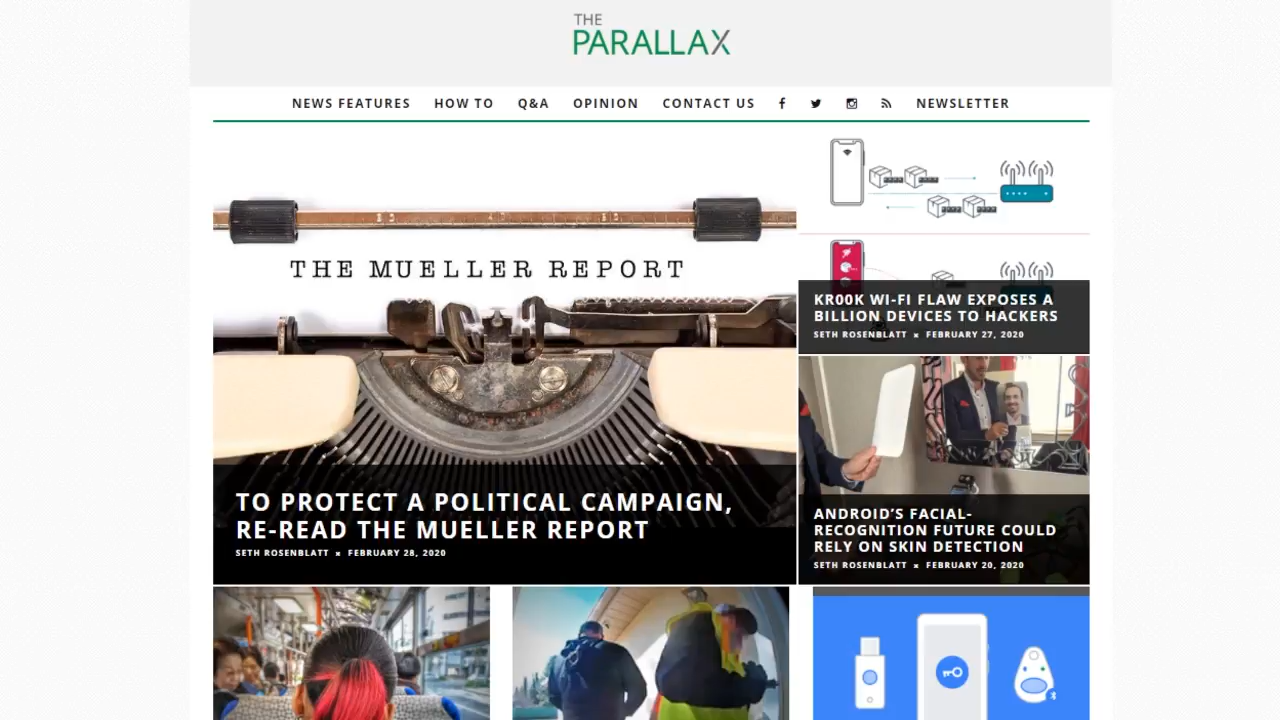 THE
PARALLAX
NEWS FEATURES HOW TO Q&A OPINION CONTACT US NEWSLETTER
THE MUELLER REPORT
TO PROTECT A POLITICAL CAMPAIGN,
RE-READ THE MUELLER REPORT
SETH ROSENBLATT × FEBRUARY 28, 2020
KR00K WI-FI FLAW EXPOSES A
BILLION DEVICES TO HACKERS
SETH ROSENBLATT × FEBRUARY 27, 2020
ANDROID'S FACIAL-
RECOGNITION FUTURE COULD
RELY ON SKIN DETECTION
SETH ROSENBLATT × FEBRUARY 20, 2020